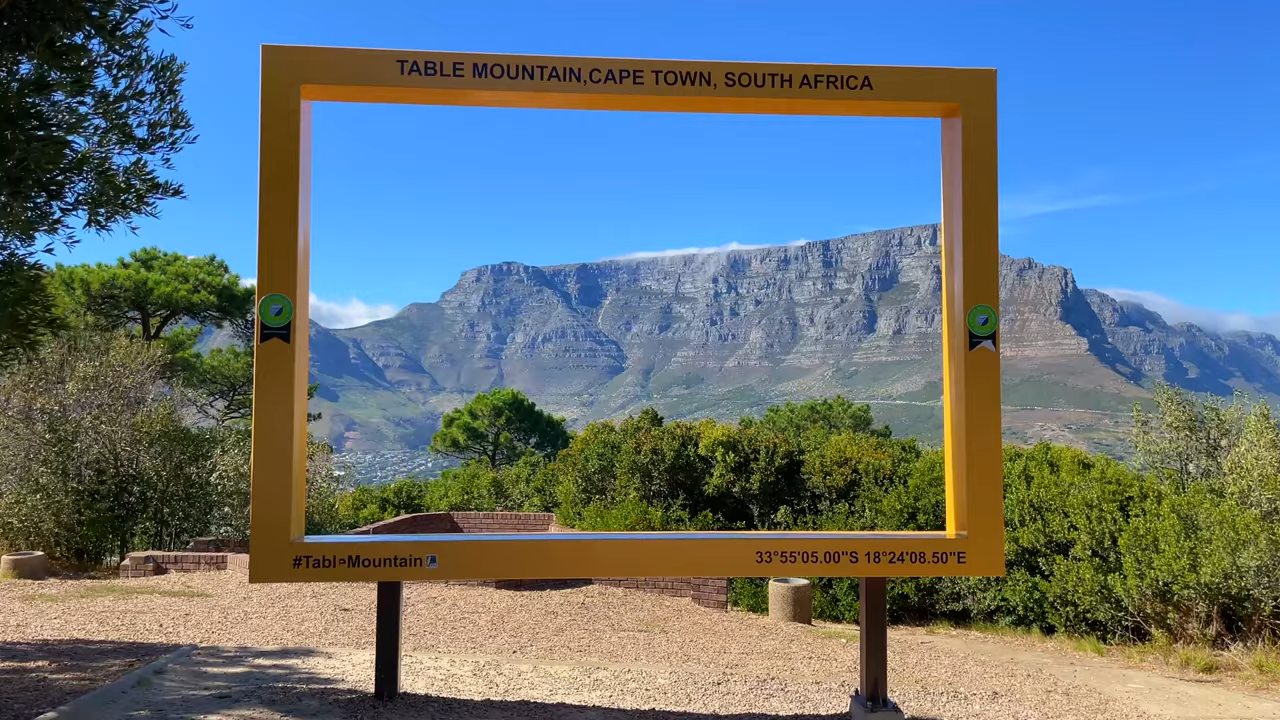 TABLE MOUNTAIN,CAPE TOWN, SOUTH AFRICA
#TableMountain
33°55'05.00"S 18°24'08.50"E